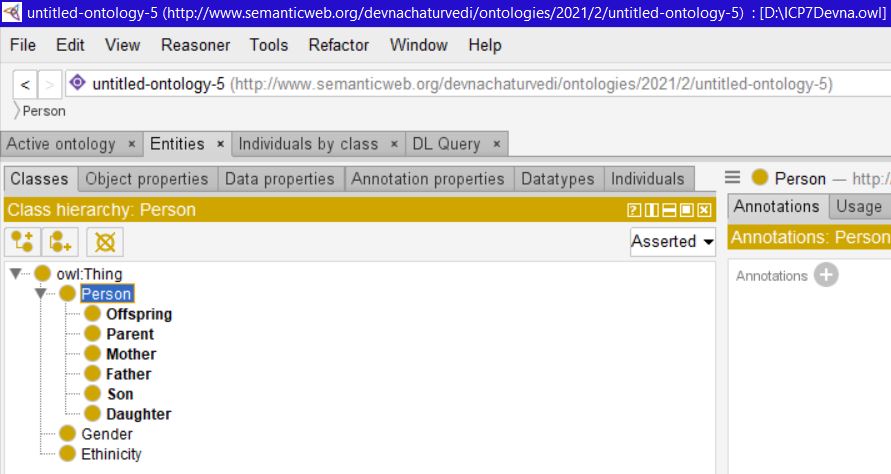 untitled-ontology-5 (http://www.semanticweb.org/devnachaturvedi/ontologies/2021/2/untitled-ontology-5) : [D:\ICP7Devna.owl]
File Edit View Reasoner Tools Refactor Window Help
< > untitled-ontology-5 (http://www.semanticweb.org/devnachaturvedi/ontologies/2021/2/untitled-ontology-5)
Person
Active ontology × Entities × Individuals by class × DL Query ×
Classes Object properties Data properties Annotation properties Datatypes Individuals
Person — http://
Annotations Usage
Class hierarchy: Person
Annotations: Person
Asserted
Annotations
owl:Thing
Person
Offspring
Parent
Mother
Father
Son
Daughter
Gender
Ethinicity